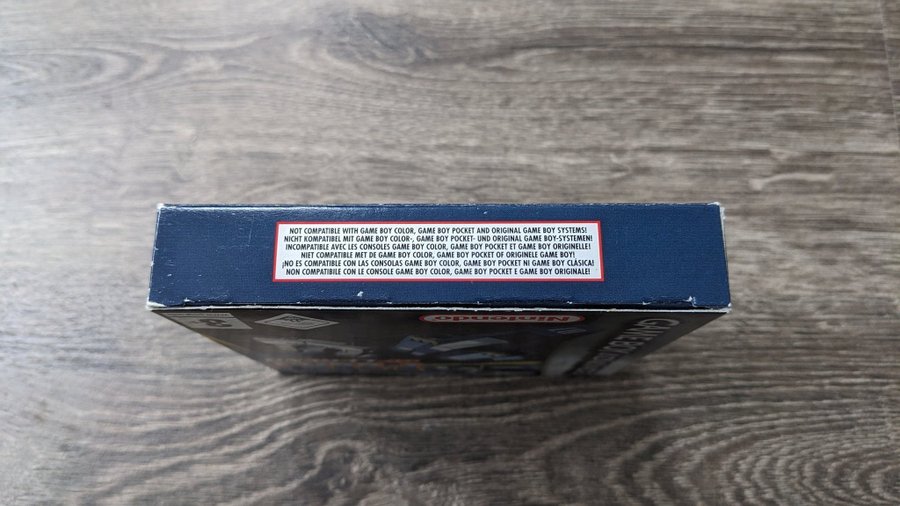 NOT COMPATIBLE WITH GAME BOY COLOR, GAME BOY POCKET AND ORIGINAL GAME BOY SYSTEMS!
NICHT KOMPATIBEL MIT GAME BOY COLOR-, GAME BOY POCKET- UND ORIGINAL GAME BOY-SYSTEMEN!
INCOMPATIBLE AVEC LES CONSOLES GAME BOY COLOR, GAME BOY POCKET ET GAME BOY ORIGINELLE!
NIET COMPATIBEL MET DE GAME BOY COLOR, GAME BOY POCKET OF ORIGINELE GAME BOY!
¡NO ES COMPATIBLE CON LAS CONSOLAS GAME BOY COLOR, GAME BOY POCKET NI GAME BOY CLÁSICA!
NON COMPATIBILE CON LE CONSOLE GAME BOY COLOR, GAME BOY POCKET E GAME BOY ORIGINALE!
Nintendo